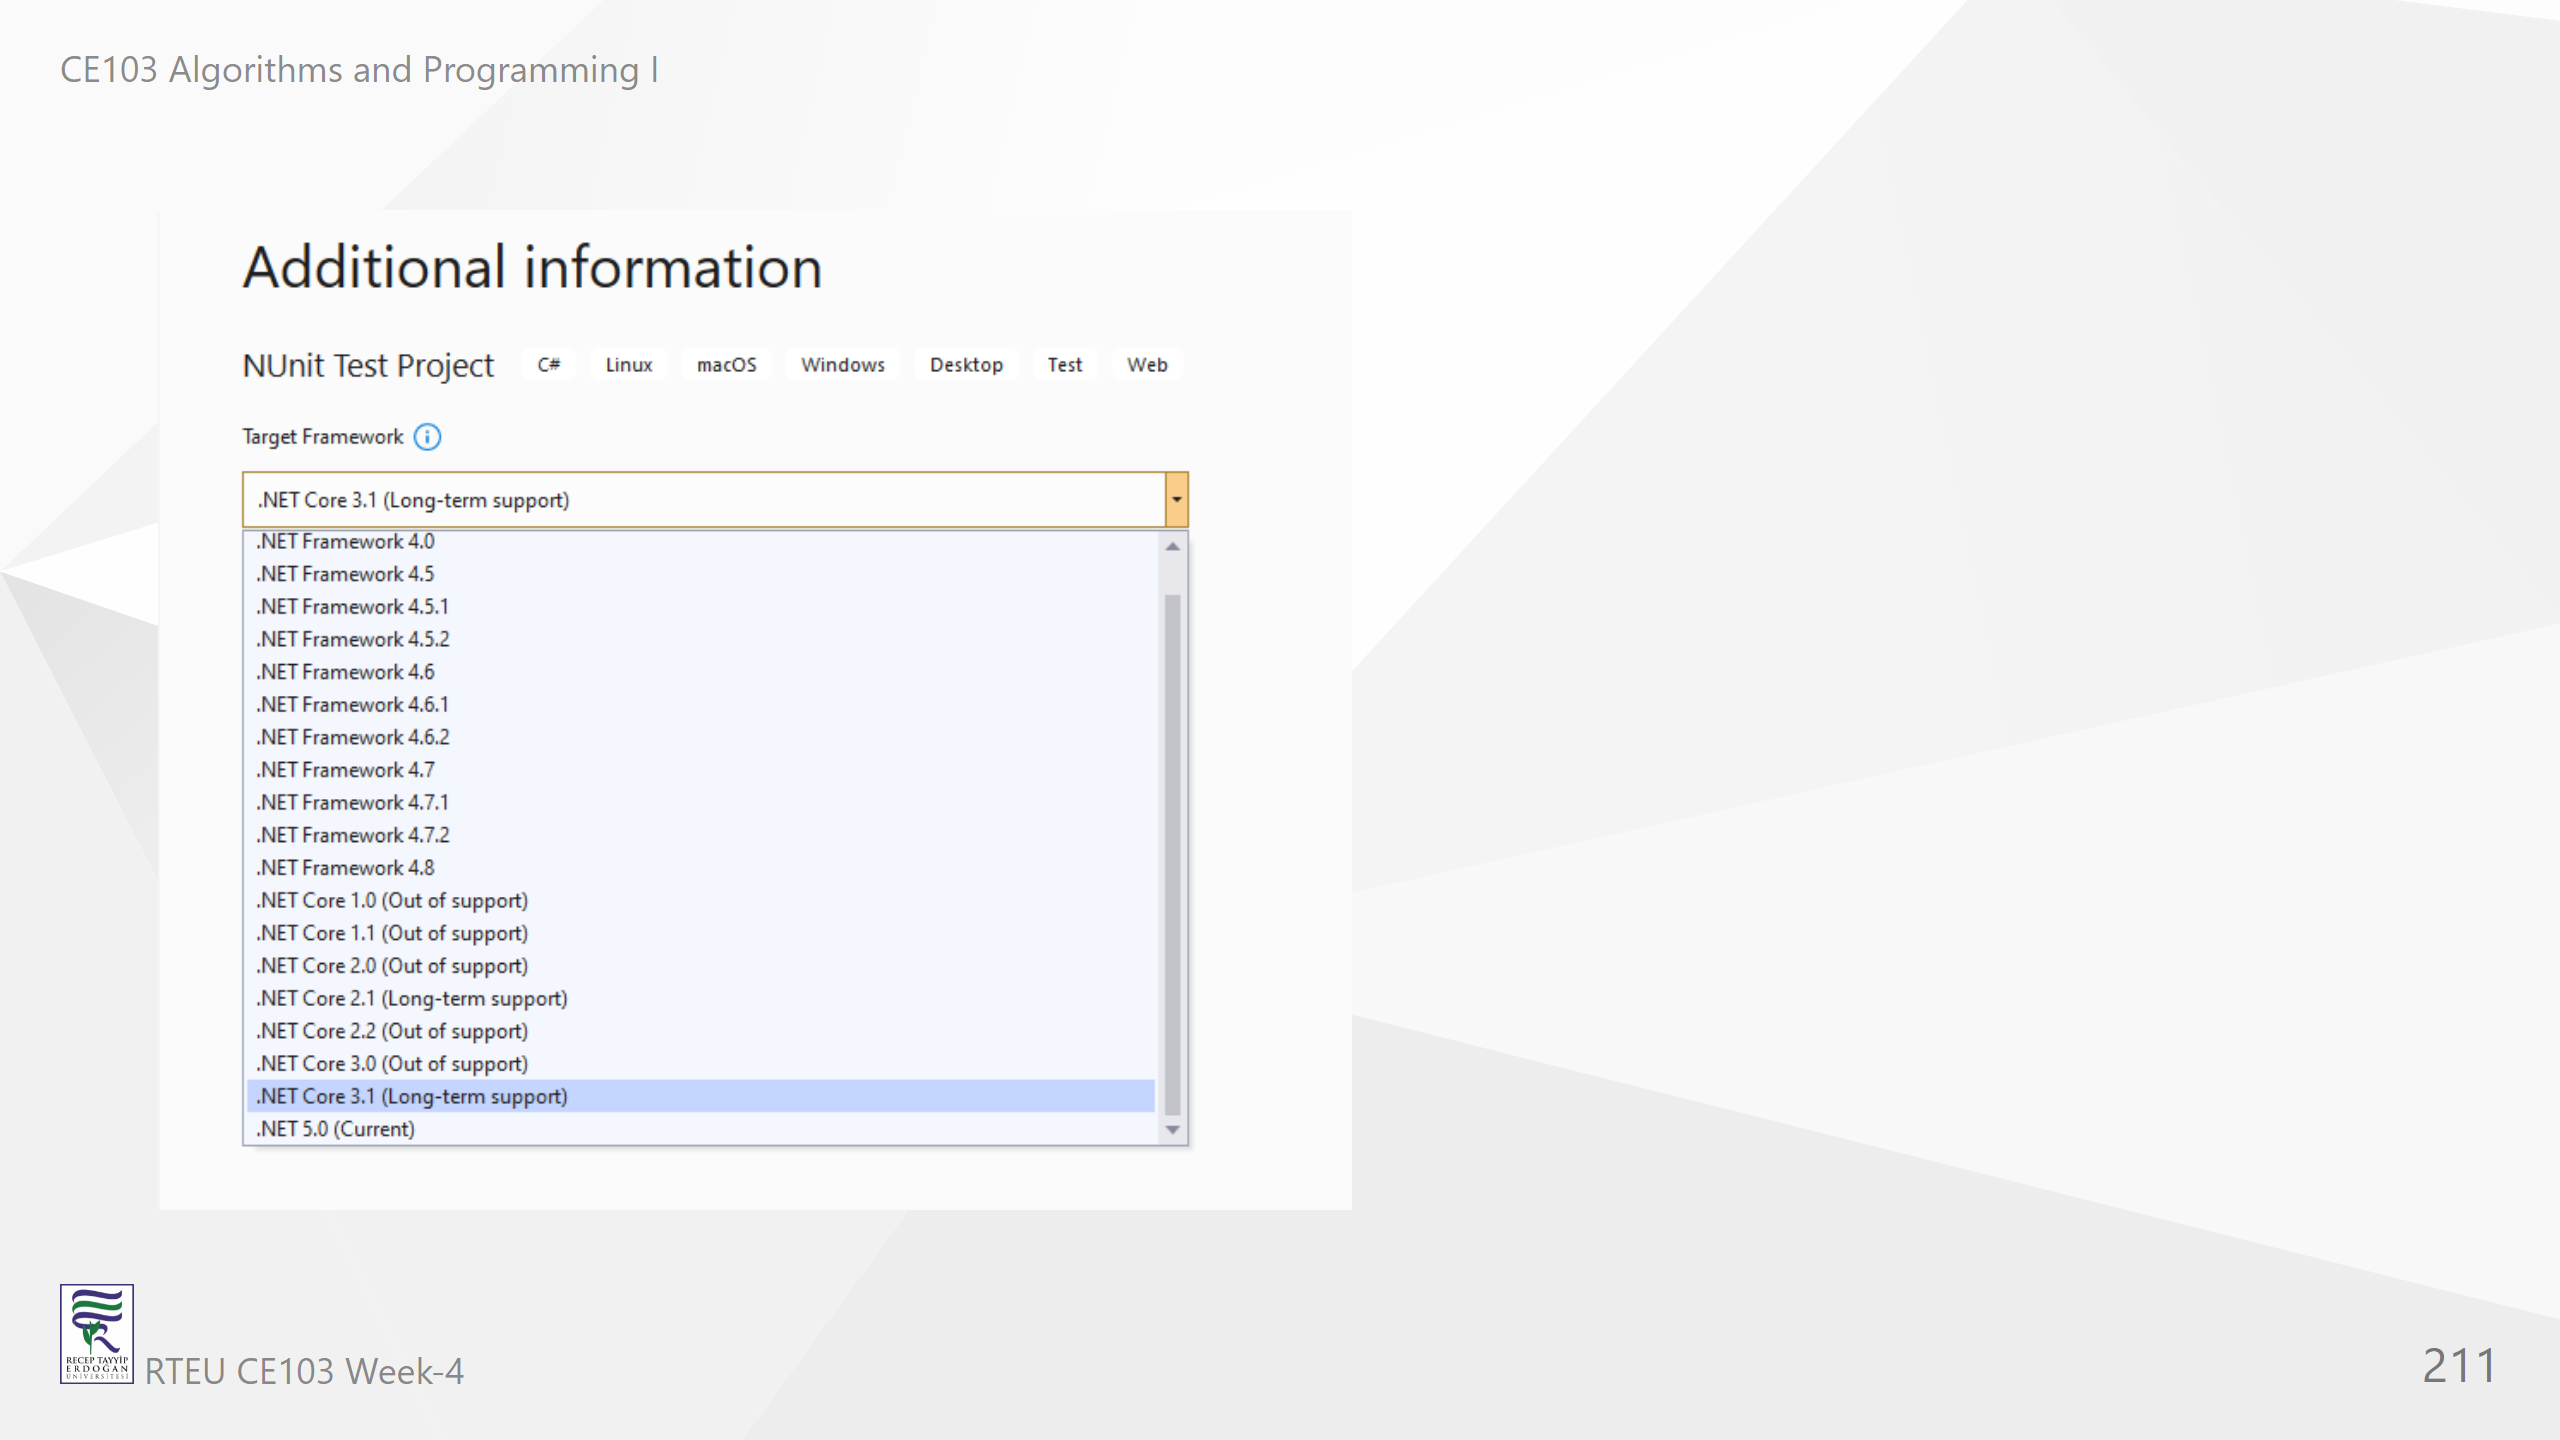 CE103 Algorithms and Programming I
Additional information
NUnit Test Project C# Linux macOS Windows Desktop Test Web
Target Framework
.NET Core 3.1 (Long-term support)
.NET Framework 4.0
.NET Framework 4.5
.NET Framework 4.5.1
.NET Framework 4.5.2
.NET Framework 4.6
.NET Framework 4.6.1
.NET Framework 4.6.2
.NET Framework 4.7
.NET Framework 4.7.1
.NET Framework 4.7.2
.NET Framework 4.8
.NET Core 1.0 (Out of support)
.NET Core 1.1 (Out of support)
.NET Core 2.0 (Out of support)
.NET Core 2.1 (Long-term support)
.NET Core 2.2 (Out of support)
.NET Core 3.0 (Out of support)
.NET Core 3.1 (Long-term support)
.NET 5.0 (Current)
RECEP TAYYİP
ERDOĞAN
ÜNİVERSİTESİ
RTEU CE103 Week-4
211